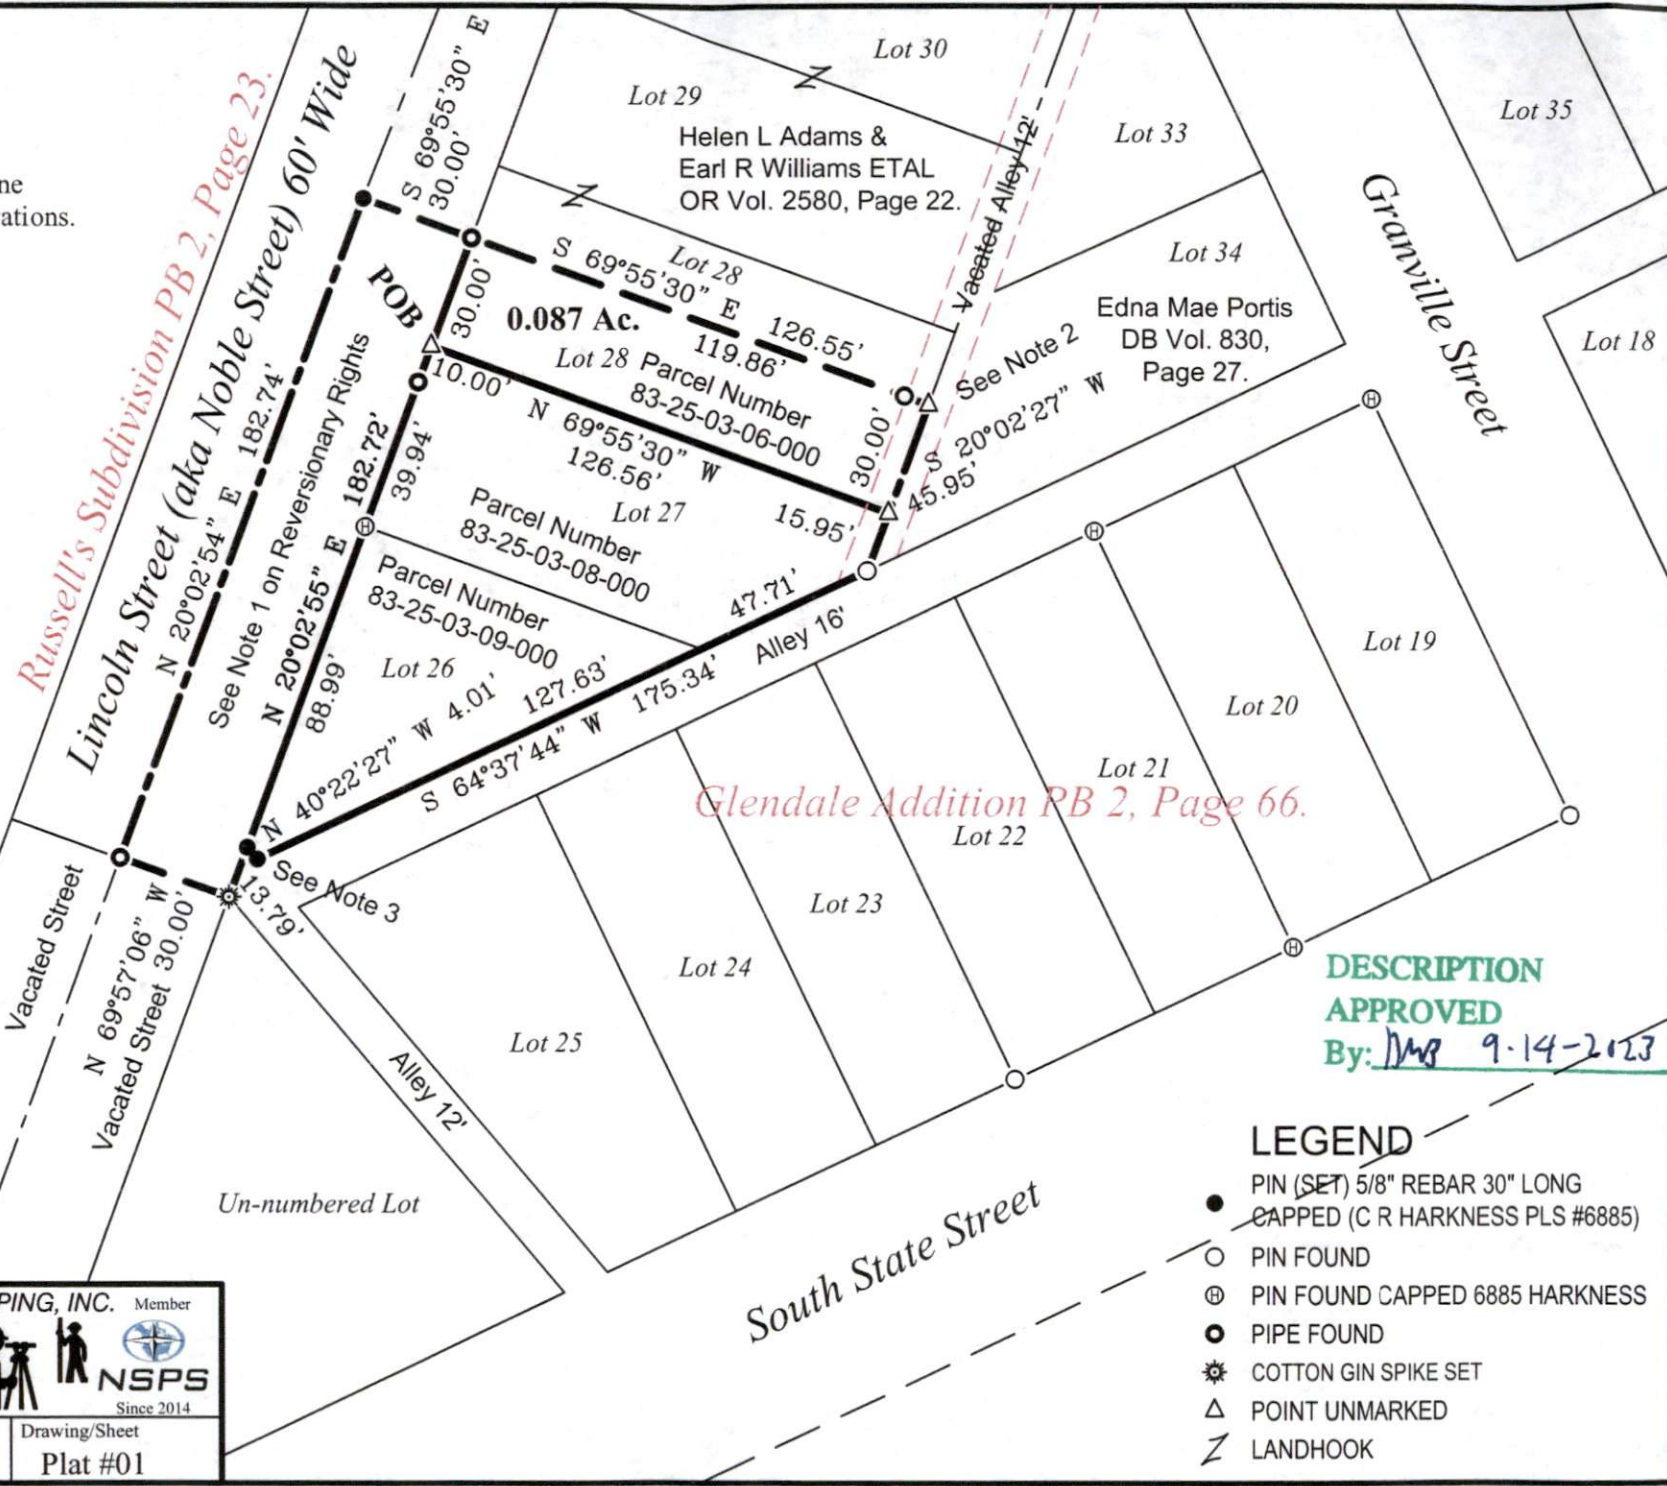 ne
ations.
Russell's Subdivision PB 2, Page 23.
Lincoln Street (aka Noble Street) 60' Wide
S 69°55'30" E
30.00'
Lot 30
Lot 29
Helen L Adams &
Earl R Williams ETAL
OR Vol. 2580, Page 22.
Vacated Alley 12'
Lot 33
Lot 35
Granville Street
Lot 34
Edna Mae Portis
DB Vol. 830,
Page 27.
Lot 18
Lot 28
S 69°55'30" E 126.55'
119.86'
POB
30.00'
0.087 Ac.
Lot 28
Parcel Number
83-25-03-06-000
10.00'
N 69°55'30" W
126.56'
30.00'
See Note 2
S 20°02'27" W
45.95'
15.95'
N 20°02'54" E 182.74'
See Note 1 on Reversionary Rights
N 20°02'55" E 182.72'
39.94'
88.99'
Parcel Number
83-25-03-08-000
Lot 27
Parcel Number
83-25-03-09-000
Lot 26
47.71'
127.63'
Alley 16'
N 40°22'27" W 4.01'
S 64°37'44" W 175.34'
See Note 3
13.79'
Lot 19
Lot 20
Lot 21
Glendale Addition PB 2, Page 66.
Lot 22
Lot 23
Lot 24
Lot 25
Vacated Street
N 69°57'06" W
Vacated Street 30.00'
Alley 12'
Un-numbered Lot
South State Street
DESCRIPTION
APPROVED
By: 9-14-2023
LEGEND
PIN (SET) 5/8" REBAR 30" LONG
CAPPED (C R HARKNESS PLS #6885)
PIN FOUND
H PIN FOUND CAPPED 6885 HARKNESS
PIPE FOUND
COTTON GIN SPIKE SET
POINT UNMARKED
LANDHOOK
PING, INC.
Member
NSPS
Since 2014
Drawing/Sheet
Plat #01